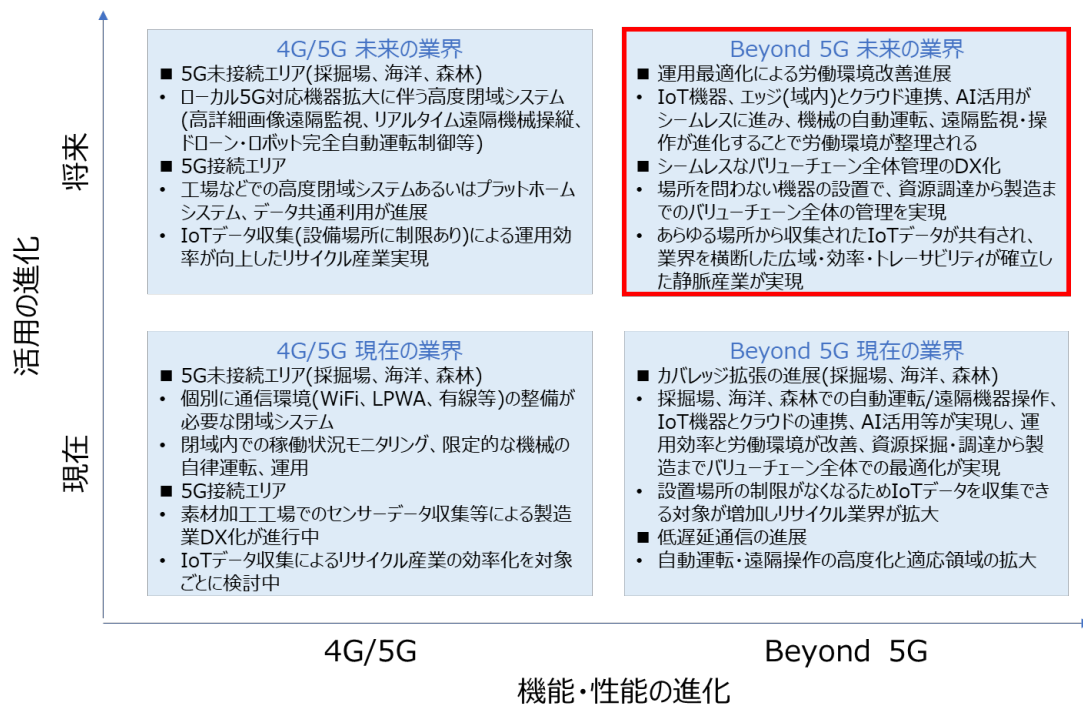 4G/5G 未来の業界
■ 5G未接続エリア(採掘場、海洋、森林)
• ローカル5G対応機器拡大に伴う高度閉域システム
(高詳細画像遠隔監視、リアルタイム遠隔機械操縦、
ドローン・ロボット完全自動運転制御等)
■ 5G接続エリア
• 工場などでの高度閉域システムあるいはプラットホーム
システム、データ共通利用が進展
• IoTデータ収集(設備場所に制限あり)による運用効
率が向上したリサイクル産業実現
Beyond 5G 未来の業界
■ 運用最適化による労働環境改善進展
• IoT機器、エッジ(域内)とクラウド連携、AI活用が
シームレスに進み、機械の自動運転、遠隔監視・操
作が進化することで労働環境が整理される
■ シームレスなバリューチェーン全体管理のDX化
• 場所を問わない機器の設置で、資源調達から製造ま
でのバリューチェーン全体の管理を実現
• あらゆる場所から収集されたIoTデータが共有され、
業界を横断した広域・効率・トレーサビリティが確立し
た静脈産業が実現
将来
活用の進化
現在
4G/5G 現在の業界
■ 5G未接続エリア(採掘場、海洋、森林)
• 個別に通信環境(WiFi、LPWA、有線等)の整備が
必要な閉域システム
• 閉域内での稼働状況モニタリング、限定的な機械の
自律運転、運用
■ 5G接続エリア
• 素材加工工場でのセンサーデータ収集等による製造
業DX化が進行中
• IoTデータ収集によるリサイクル産業の効率化を対象
ごとに検討中
Beyond 5G 現在の業界
■ カバレッジ拡張の進展(採掘場、海洋、森林)
• 採掘場、海洋、森林での自動運転/遠隔機器操作、
IoT機器とクラウドの連携、AI活用等が実現し、運
用効率と労働環境が改善、資源採掘・調達から製
造までバリューチェーン全体での最適化が実現
• 設置場所の制限がなくなるためIoTデータを収集でき
る対象が増加しリサイクル業界が拡大
■ 低遅延通信の進展
• 自動運転・遠隔操作の高度化と適応領域の拡大
4G/5G
Beyond 5G
機能・性能の進化